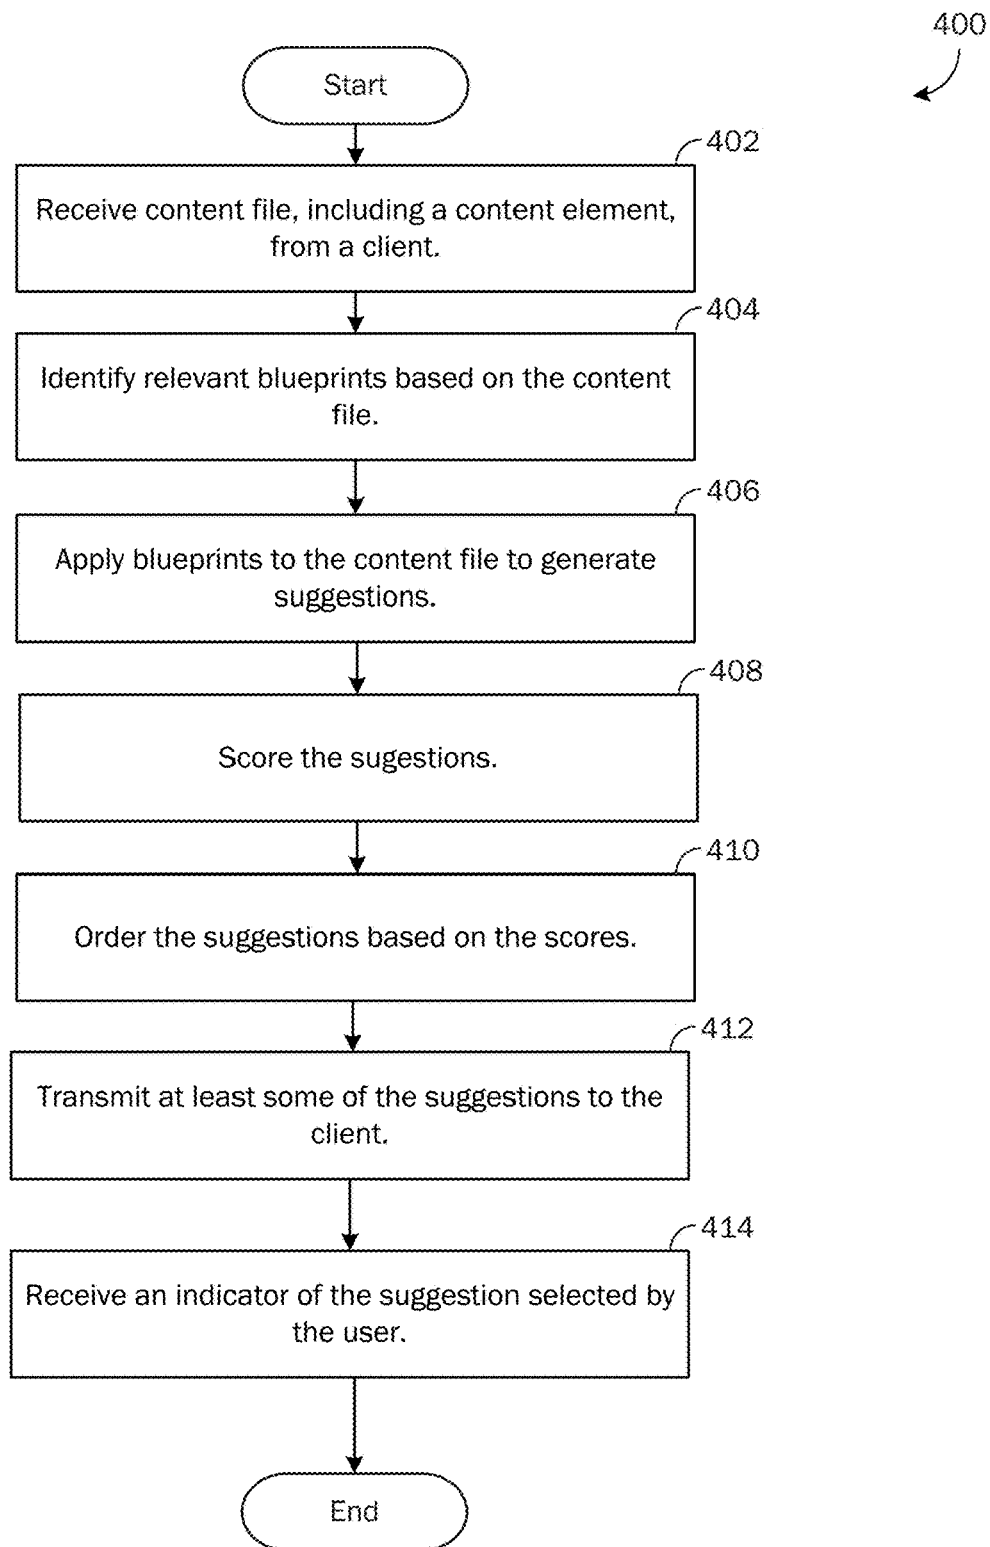 400
Start
402
Receive content file, including a content element,
from a client.
404
Identify relevant blueprints based on the content
file.
406
Apply blueprints to the content file to generate
suggestions.
408
Score the sugestions.
410
Order the suggestions based on the scores.
412
Transmit at least some of the suggestions to the
client.
414
Receive an indicator of the suggestion selected by
the user.
End